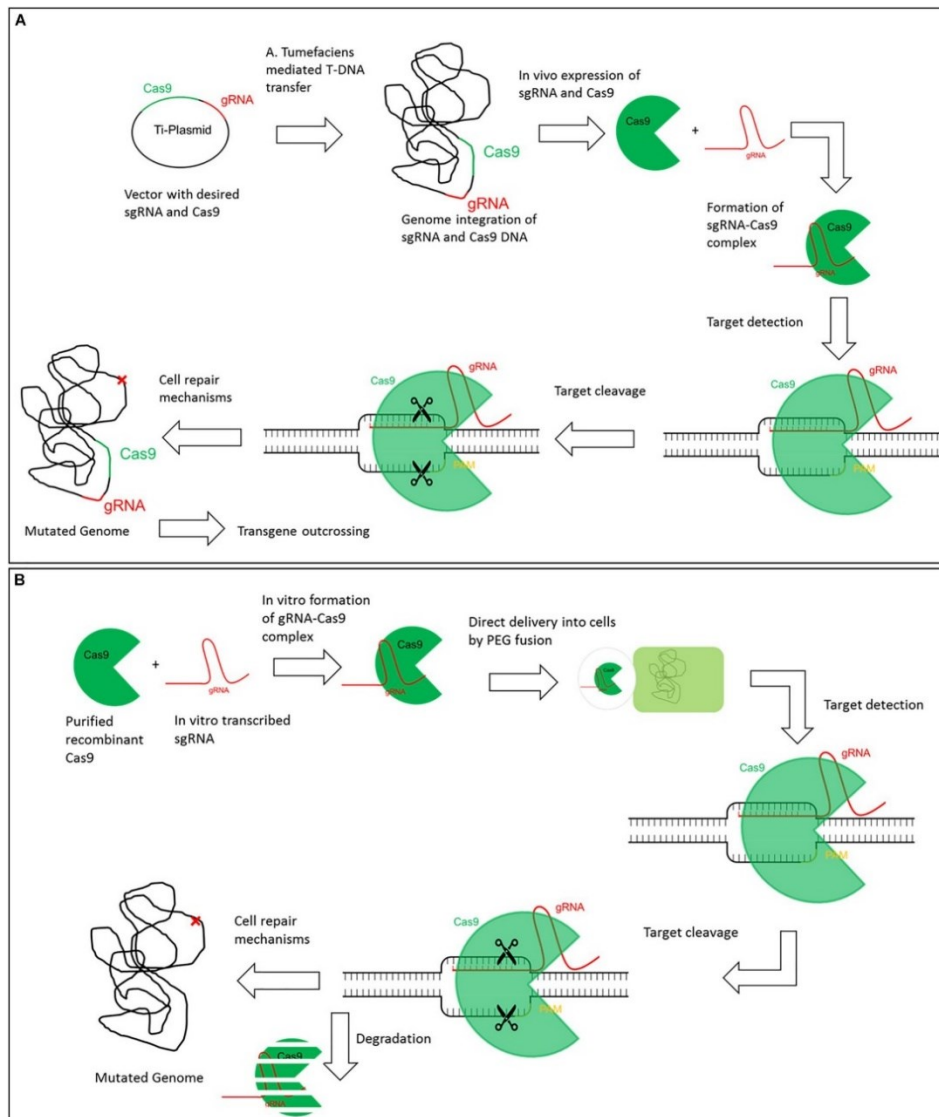 A
A. Tumefaciens
mediated T-DNA
transfer
Cas9
gRNA
Ti-Plasmid
Vector with desired
sgRNA and Cas9
Cas9
gRNA
Genome integration of
sgRNA and Cas9 DNA
In vivo expression of
sgRNA and Cas9
Cas9
+
gRNA
Formation of
sgRNA-Cas9
complex
Cas9
gRNA
Target detection
Cas9
gRNA
PAM
Target cleavage
Cas9
gRNA
PAM
Cell repair
mechanisms
Cas9
gRNA
Mutated Genome
Transgene outcrossing
B
Cas9
+
gRNA
Purified
recombinant
Cas9
In vitro transcribed
sgRNA
In vitro formation
of gRNA-Cas9
complex
Cas9
gRNA
Direct delivery into cells
by PEG fusion
Target detection
Cas9
gRNA
PAM
Target cleavage
Cas9
gRNA
PAM
Cell repair
mechanisms
Mutated Genome
Degradation
Cas9
gRNA